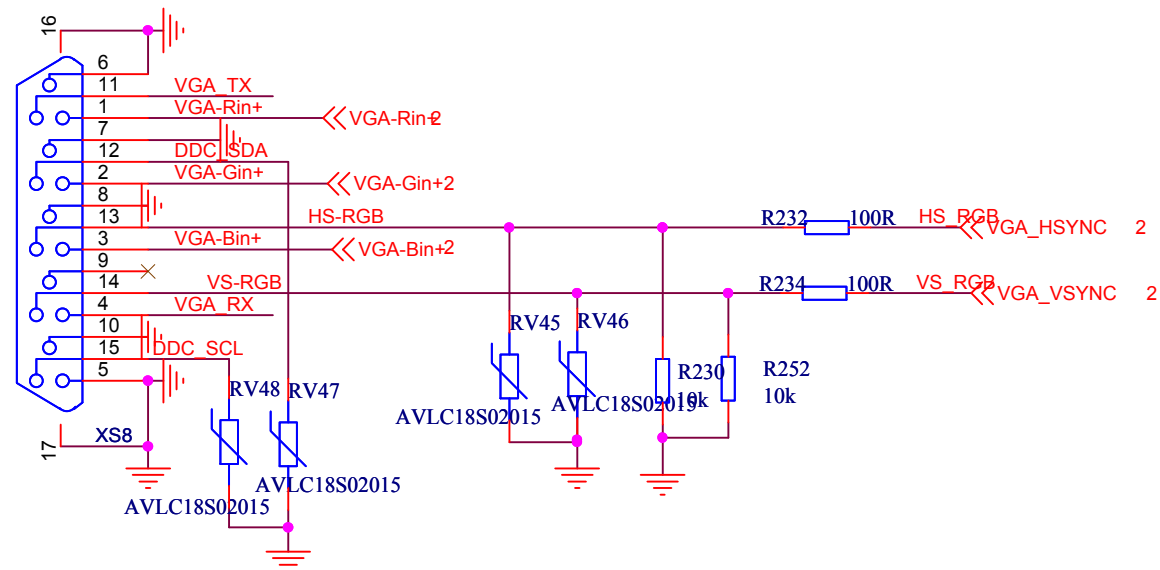 16
6
11 VGA_TX
1 VGA-Rin+ VGA-Rin+ 2
7
12 DDC_SDA
2 VGA-Gin+ VGA-Gin+ 2
8
13 HS-RGB R232 100R HS_RGB VGA_HSYNC 2
3 VGA-Bin+ VGA-Bin+ 2
9
14 VS-RGB R234 100R VS_RGB VGA_VSYNC 2
4 VGA_RX
10
15 DDC_SCL
5
17 XS8
RV45
AVLC18S02015
RV46
AVLC18S02015
R230
10k
R252
10k
RV48
AVLC18S02015
RV47
AVLC18S02015